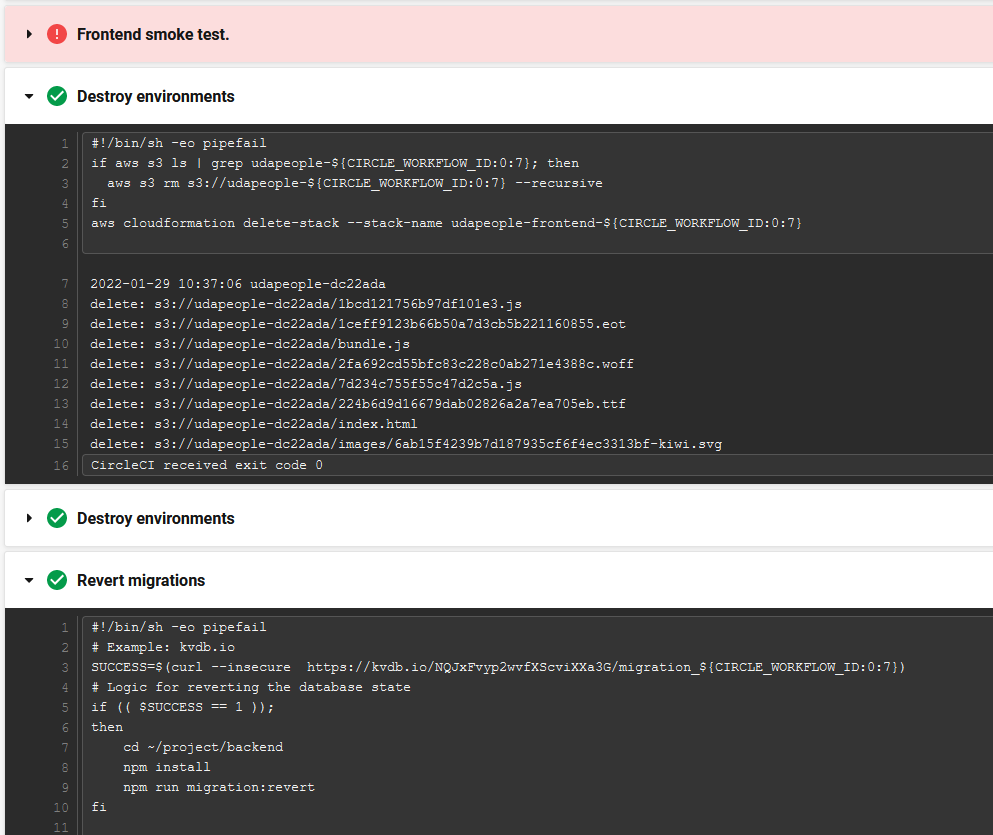 Frontend smoke test.
Destroy environments
1 #!/bin/sh -eo pipefail
2 if aws s3 ls | grep udapeople-${CIRCLE_WORKFLOW_ID:0:7}; then
3 aws s3 rm s3://udapeople-${CIRCLE_WORKFLOW_ID:0:7} --recursive
4 fi
5 aws cloudformation delete-stack --stack-name udapeople-frontend-${CIRCLE_WORKFLOW_ID:0:7}
6
7 2022-01-29 10:37:06 udapeople-dc22ada
8 delete: s3://udapeople-dc22ada/1bcd121756b97df101e3.js
9 delete: s3://udapeople-dc22ada/1ceff9123b66b50a7d3cb5b221160855.eot
10 delete: s3://udapeople-dc22ada/bundle.js
11 delete: s3://udapeople-dc22ada/2fa692cd55bfc83c228c0ab271e4388c.woff
12 delete: s3://udapeople-dc22ada/7d234c755f55c47d2c5a.js
13 delete: s3://udapeople-dc22ada/224b6d9d16679dab02826a2a7ea705eb.ttf
14 delete: s3://udapeople-dc22ada/index.html
15 delete: s3://udapeople-dc22ada/images/6ab15f4239b7d187935cf6f4ec3313bf-kiwi.svg
16 CircleCI received exit code 0
Destroy environments
Revert migrations
1 #!/bin/sh -eo pipefail
2 # Example: kvdb.io
3 SUCCESS=$(curl --insecure  https://kvdb.io/NQJxFvyp2wvfXScviXXa3G/migration_${CIRCLE_WORKFLOW_ID:0:7})
4 # Logic for reverting the database state
5 if (( $SUCCESS == 1 ));
6 then
7 cd ~/project/backend
8 npm install
9 npm run migration:revert
10 fi
11